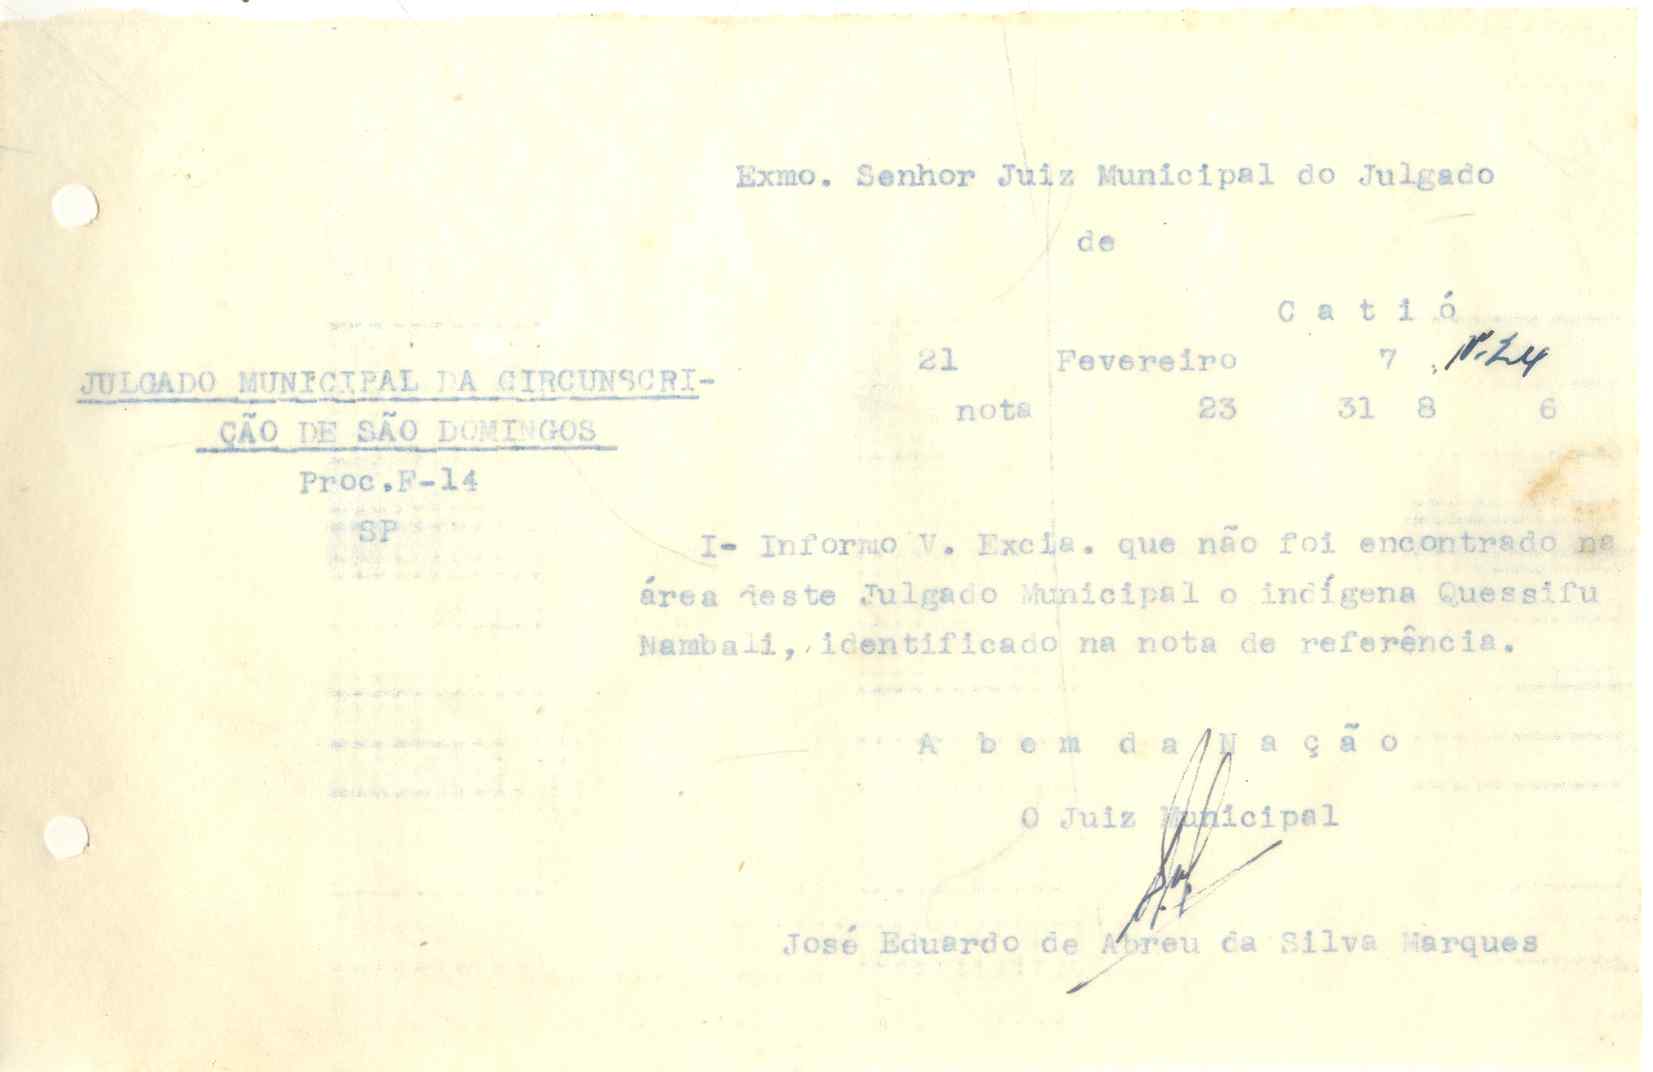 Exmo. Senhor Juiz Municipal do Julgado
de
C a t i ó
21 Fevereiro 7
nota 23 31 8 6
JULGADO MUNICIPAL DA CIRCUNSCRI-
ÇÃO DE SÃO DOMINGOS
Proc.F-14
SP
I- Informo V. Excia. que não foi encontrado na
área deste Julgado Municipal o indígena Quessifu
Nambali, identificado na nota de referência.
A b e m d a N a ç ã o
O Juiz Municipal
José Eduardo de Abreu da Silva Marques